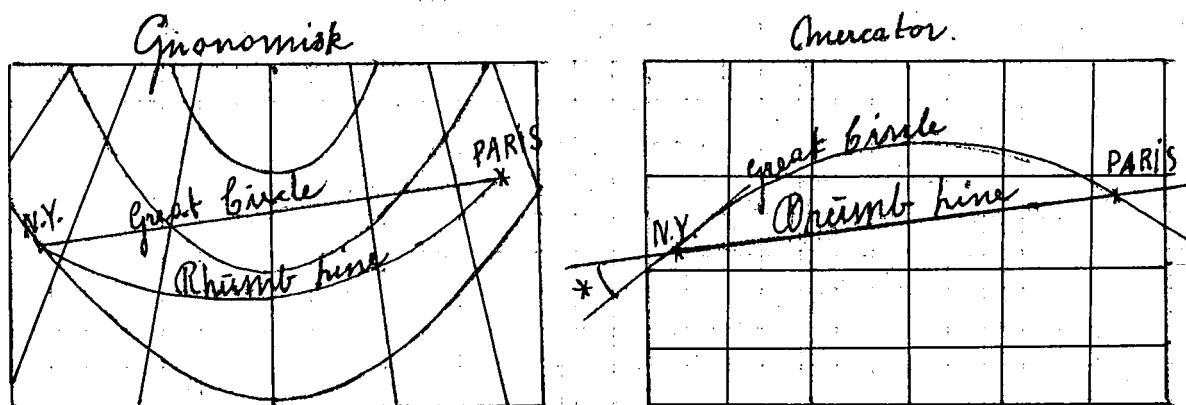 Gnonomisk
PARIS
N.Y.
Great Circle
Rhumb Line
Mercator.
great Circle
PARIS
N.Y.
Rhumb Line
*